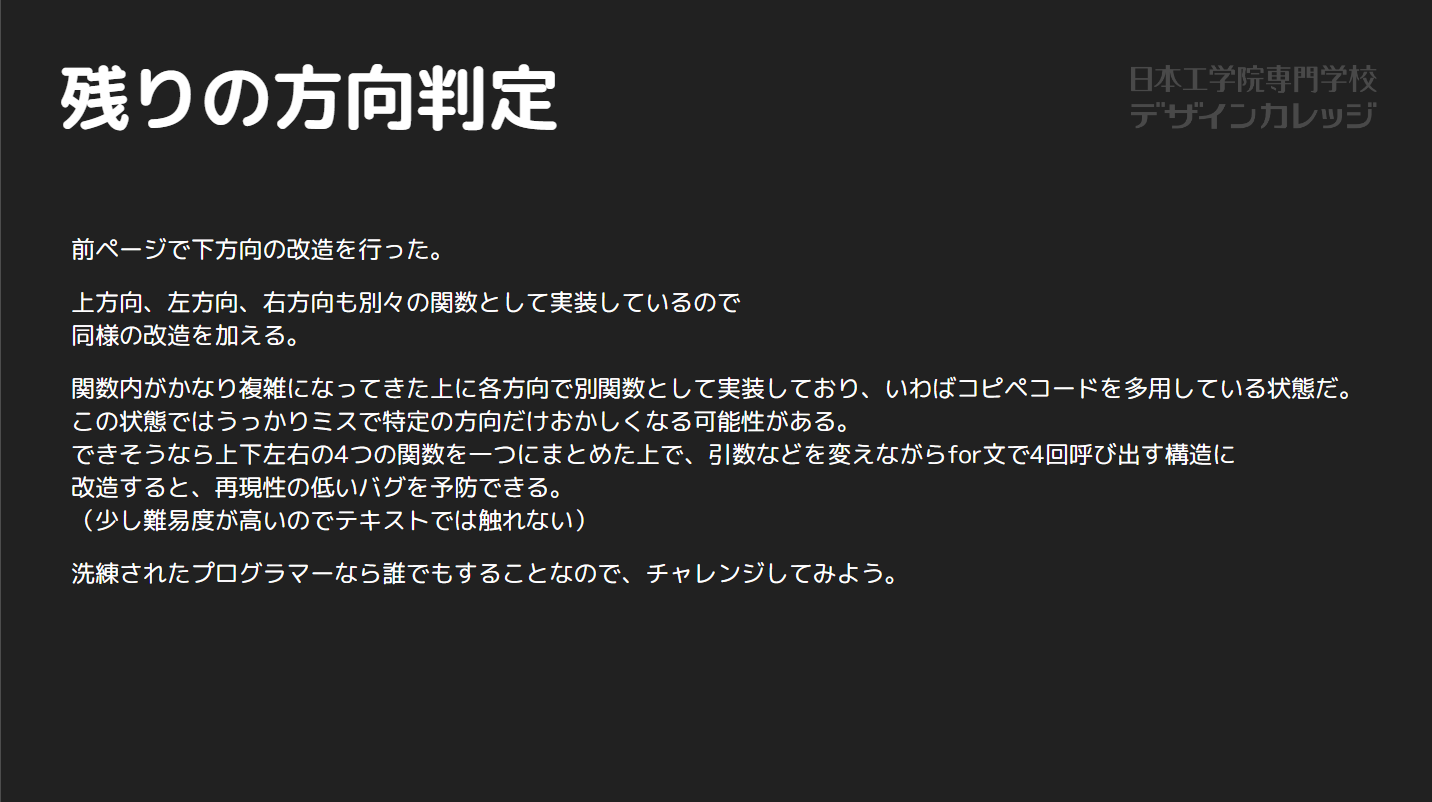 残りの方向判定
日本工学院専門学校
デザインカレッジ
前ページで下方向の改造を行った。
上方向、左方向、右方向も別々の関数として実装しているので
同様の改造を加える。
関数内がかなり複雑になってきた上に各方向で別関数として実装しており、いわばコピペコードを多用している状態だ。
この状態ではうっかりミスで特定の方向だけおかしくなる可能性がある。
できそうなら上下左右の4つの関数を一つにまとめた上で、引数などを変えながらfor文で4回呼び出す構造に
改造すると、再現性の低いバグを予防できる。
（少し難易度が高いのでテキストでは触れない）
洗練されたプログラマーなら誰でもすることなので、チャレンジしてみよう。